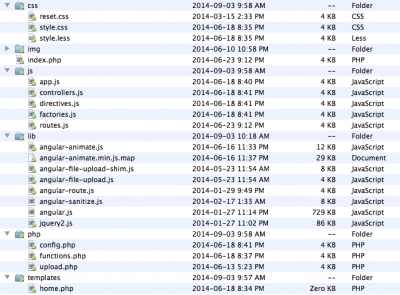 css 2014-09-03 9:58 AM -- Folder
reset.css 2014-03-15 2:33 PM 4 KB CSS
style.css 2014-06-18 8:35 PM 4 KB CSS
style.less 2014-06-18 8:35 PM 4 KB Less
img 2014-06-10 10:58 PM -- Folder
index.php 2014-06-23 9:12 PM 4 KB PHP
js 2014-09-03 9:58 AM -- Folder
app.js 2014-06-18 8:40 PM 4 KB JavaScript
controllers.js 2014-06-18 8:41 PM 4 KB JavaScript
directives.js 2014-06-18 8:41 PM 4 KB JavaScript
factories.js 2014-06-18 8:41 PM 4 KB JavaScript
routes.js 2014-06-23 9:12 PM 4 KB JavaScript
lib 2014-09-03 10:18 AM -- Folder
angular-animate.js 2014-06-16 11:33 PM 12 KB JavaScript
angular-animate.min.js.map 2014-06-16 11:37 PM 29 KB Document
angular-file-upload-shim.js 2014-05-23 11:54 AM 8 KB JavaScript
angular-file-upload.js 2014-05-23 11:54 AM 4 KB JavaScript
angular-route.js 2014-01-29 9:49 PM 4 KB JavaScript
angular-sanitize.js 2014-02-17 1:33 AM 8 KB JavaScript
angular.js 2014-01-27 11:14 PM 729 KB JavaScript
jquery2.js 2014-01-27 11:02 PM 86 KB JavaScript
php 2014-09-03 9:58 AM -- Folder
config.php 2014-06-18 8:41 PM 4 KB PHP
functions.php 2014-06-18 8:37 PM 4 KB PHP
upload.php 2014-06-13 5:23 PM 4 KB PHP
templates 2014-09-03 9:57 AM -- Folder
home.php 2014-06-18 8:34 PM Zero KB PHP